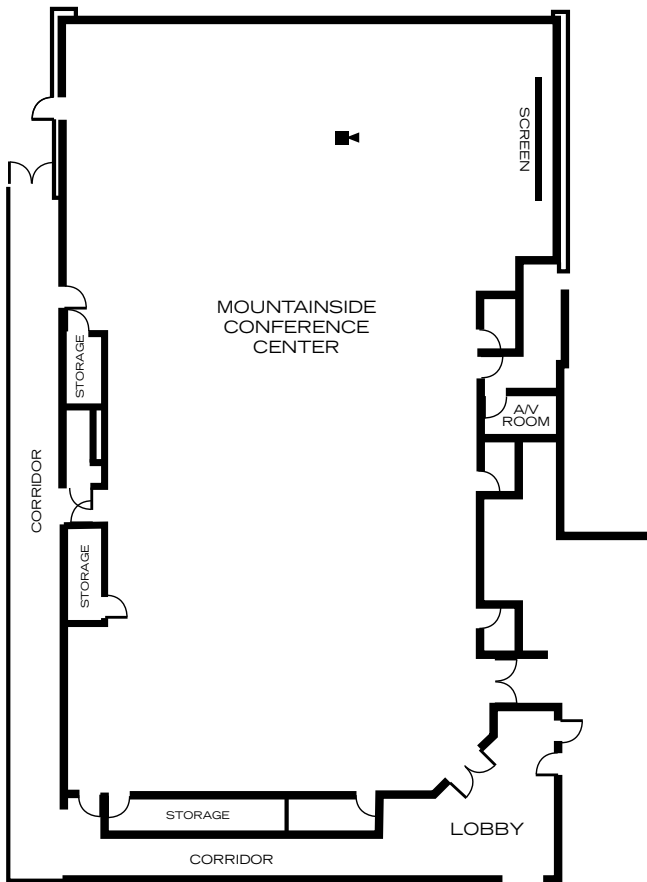 SCREEN
MOUNTAINSIDE
CONFERENCE
CENTER
STORAGE
A/V
ROOM
CORRIDOR
STORAGE
STORAGE
LOBBY
CORRIDOR